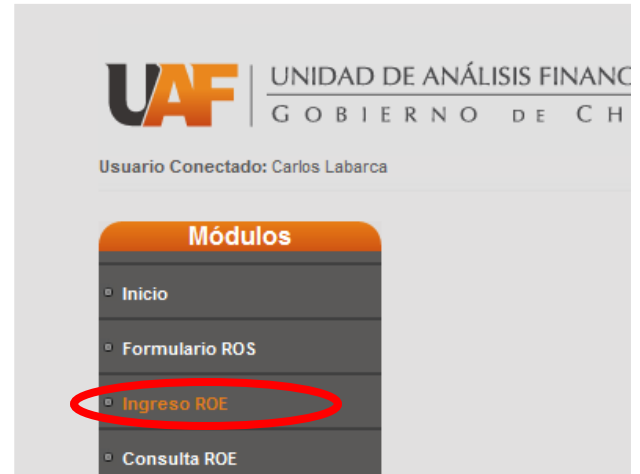 UAF
UNIDAD DE ANÁLISIS FINANC
GOBIERNO DE CH
Usuario Conectado: Carlos Labarca
Módulos
Inicio
Formulario ROS
Ingreso ROE
Consulta ROE